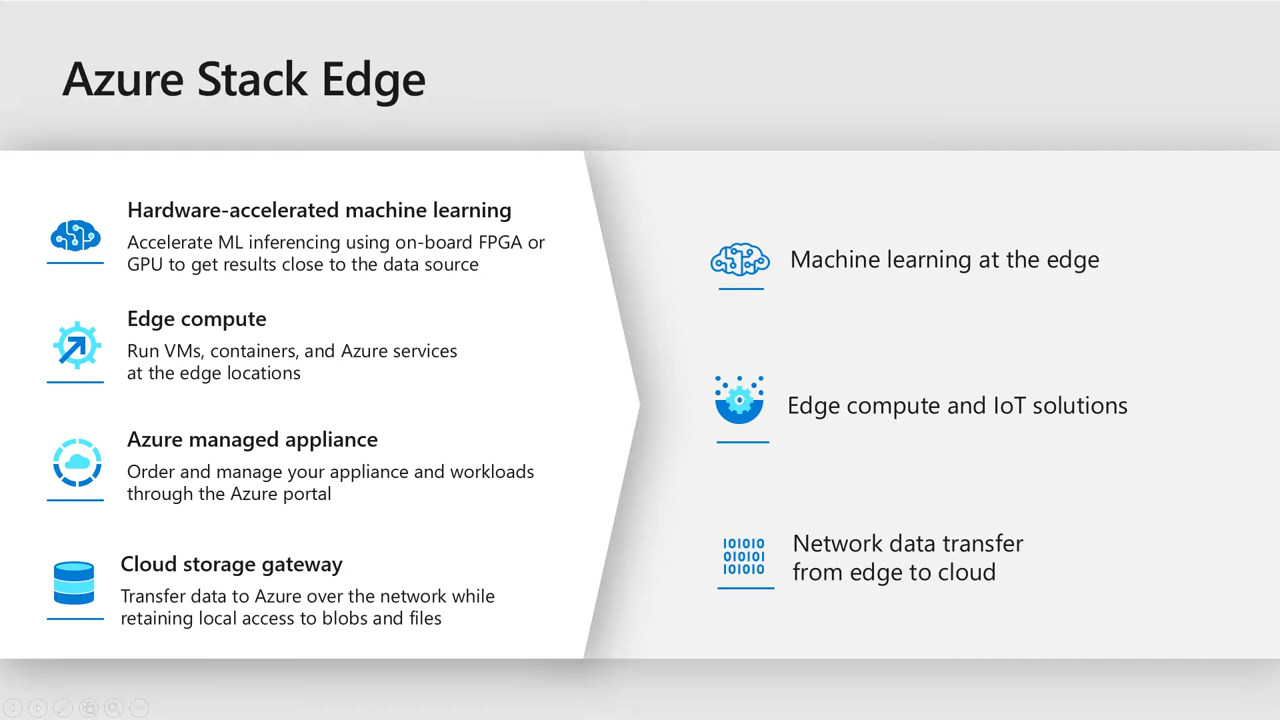 Azure Stack Edge
Hardware-accelerated machine learning
Accelerate ML inferencing using on-board FPGA or
GPU to get results close to the data source
Edge compute
Run VMs, containers, and Azure services
at the edge locations
Azure managed appliance
Order and manage your appliance and workloads
through the Azure portal
Cloud storage gateway
Transfer data to Azure over the network while
retaining local access to blobs and files
Machine learning at the edge
Edge compute and IoT solutions
101010
010101
101010
Network data transfer
from edge to cloud